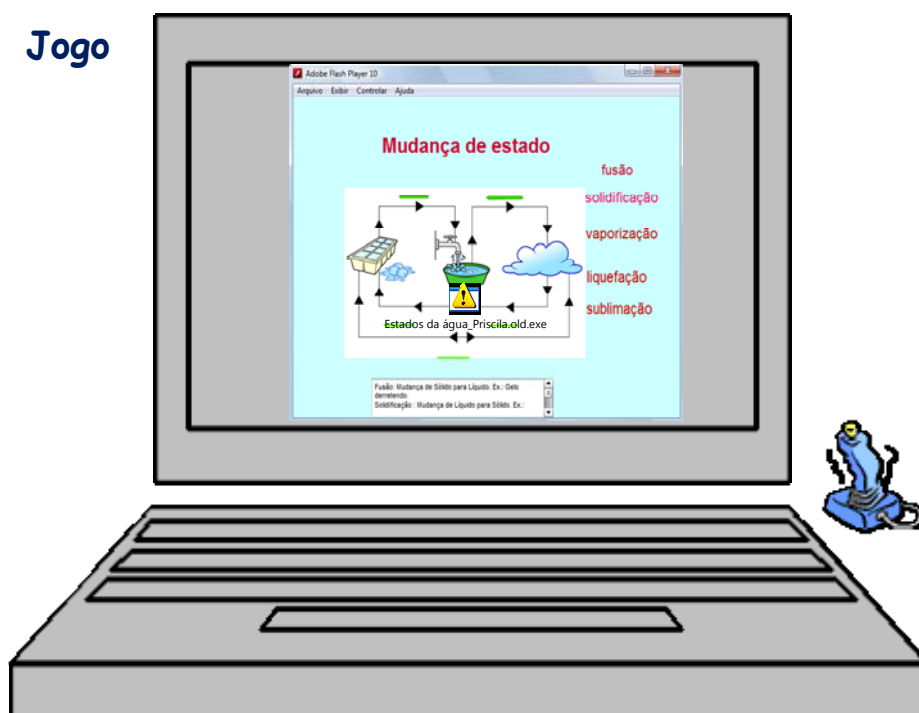 Jogo
Adobe Flash Player 10
Arquivo Exibir Controlar Ajuda
Mudança de estado
fusão
solidificação
vaporização
liquefação
sublimação
Estados da água_Priscila.old.exe
Fusão: Mudança de Sólido para Líquido. Ex.: Gelo
derretendo.
Solidificação : Mudança de Líquido para Sólido. Ex.: